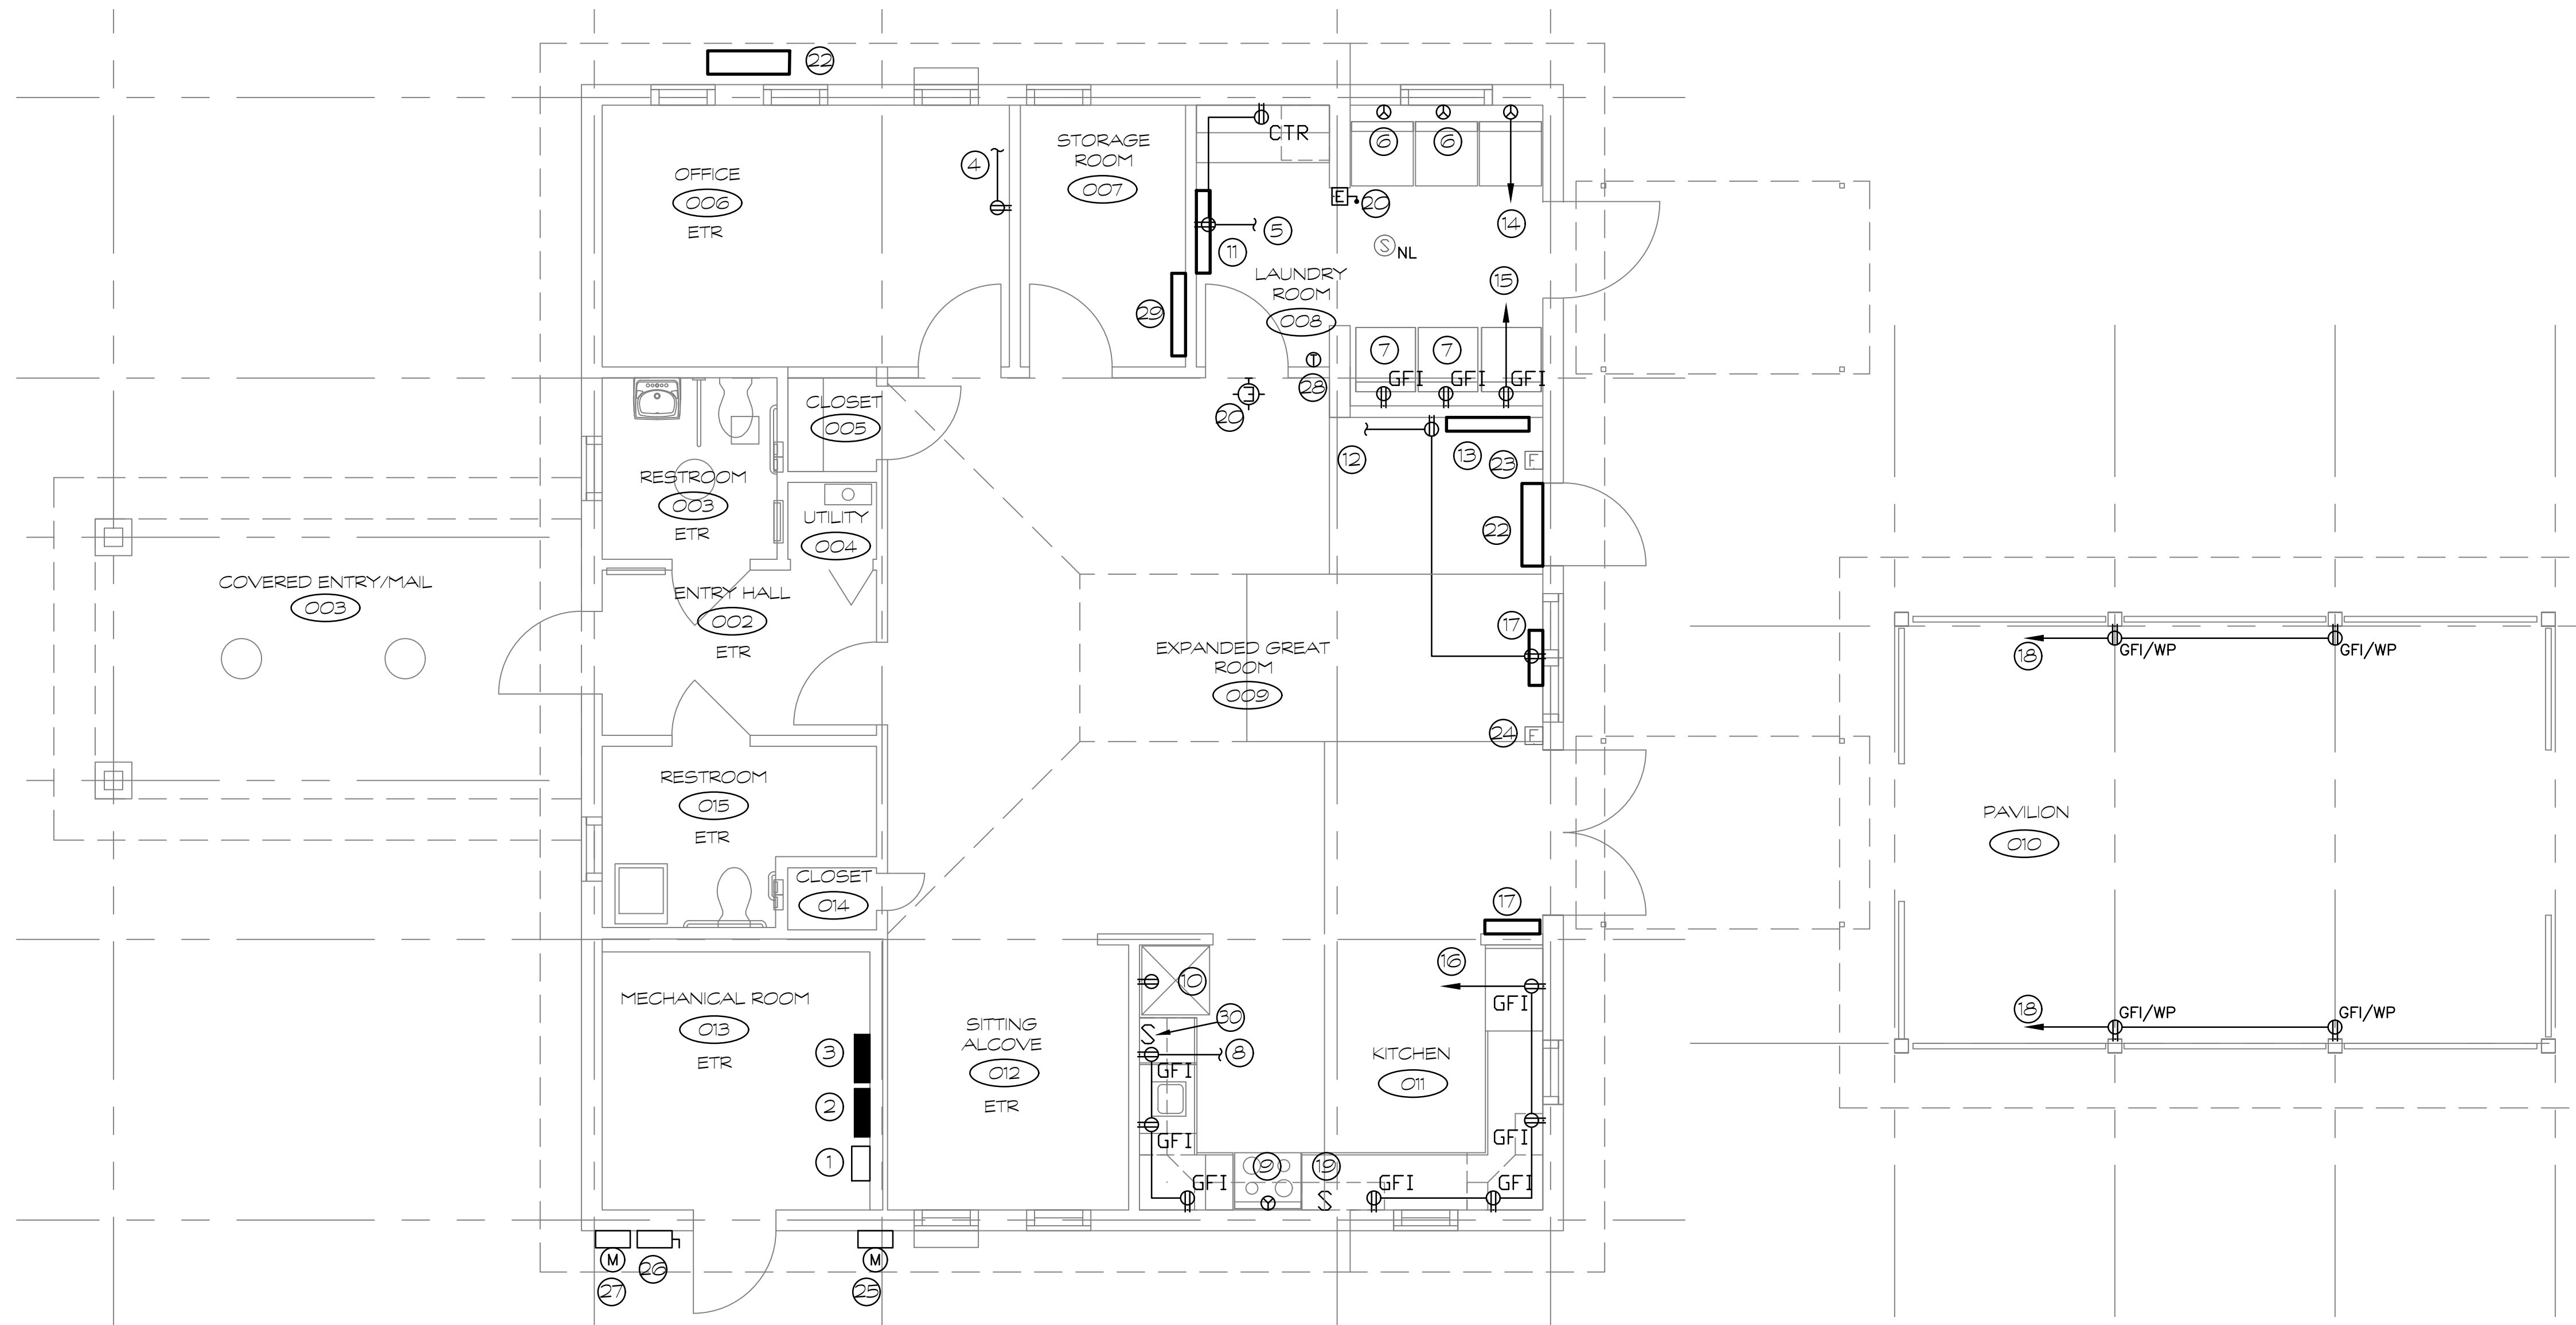 22
OFFICE
006
ETR
4
STORAGE
ROOM
007
29
CTR
5
11
6
6
E
20
14
S
NL
LAUNDRY
ROOM
008
15
7
7
GFI
GFI
GFI
T
28
E
20
12
13
23
F
22
CLOSET
005
RESTROOM
003
ETR
UTILITY
004
COVERED ENTRY/MAIL
003
ENTRY HALL
002
ETR
EXPANDED GREAT
ROOM
009
17
24
F
18
GFI/WP
GFI/WP
PAVILION
010
18
GFI/WP
GFI/WP
RESTROOM
015
ETR
CLOSET
014
17
MECHANICAL ROOM
013
ETR
3
2
1
SITTING
ALCOVE
012
ETR
10
16
GFI
S
30
8
GFI
KITCHEN
011
GFI
GFI
GFI
9
19
S
GFI
GFI
M
27
26
M
25